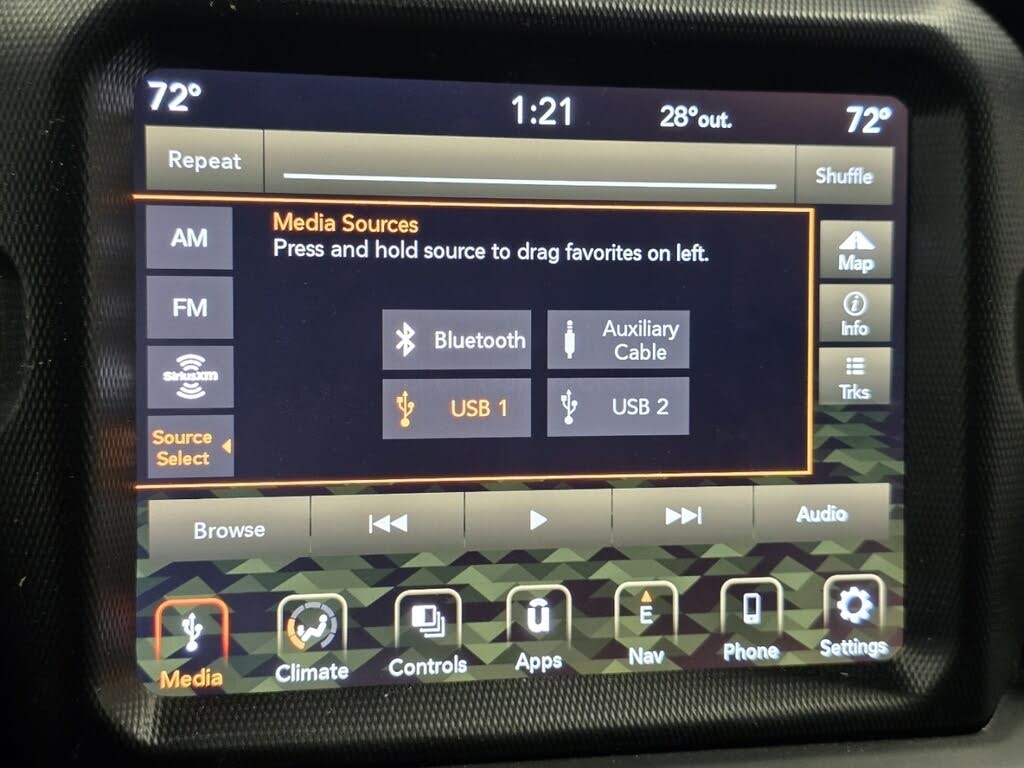 72°
1:21
28°out.
72°
Repeat
Shuffle
AM
FM
SiriusXM
Source
Select
Media Sources
Press and hold source to drag favorites on left.
Bluetooth
Auxiliary
Cable
USB 1
USB 2
Map
Info
Trks
Browse
Audio
Media
Climate
Controls
Apps
E
Nav
Phone
Settings